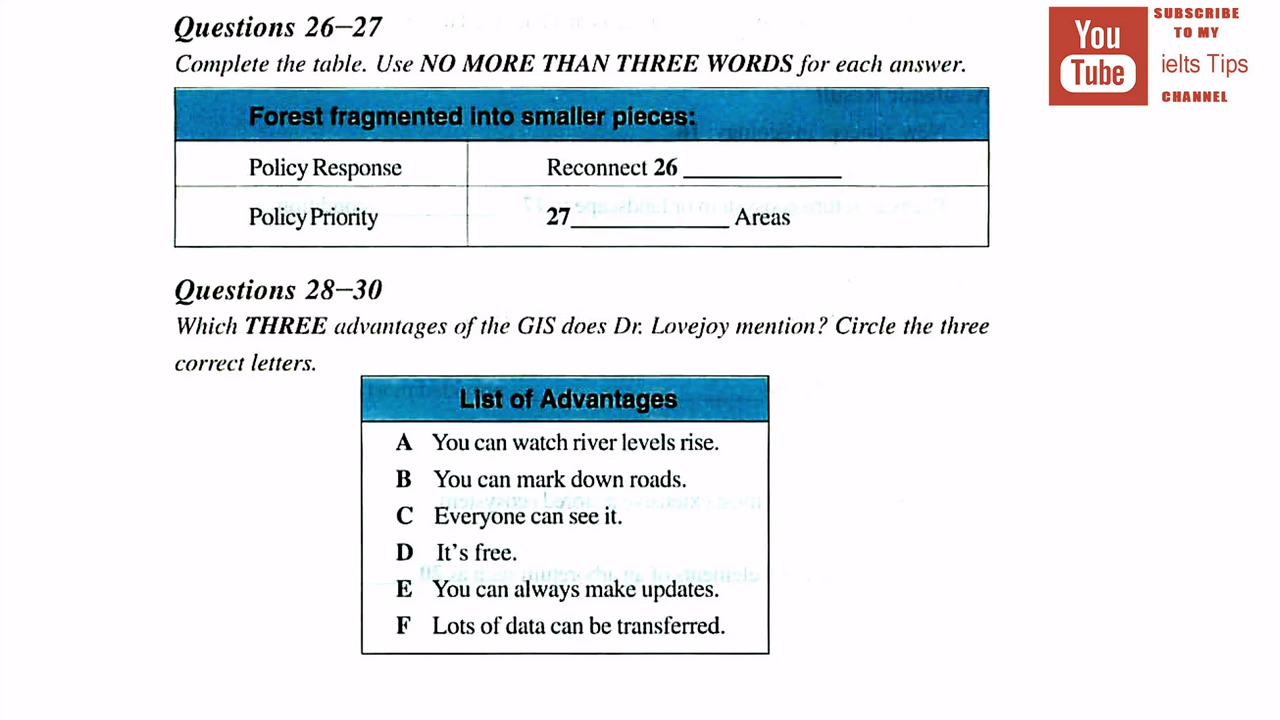 Questions 26–27
Complete the table. Use NO MORE THAN THREE WORDS for each answer.
Forest fragmented into smaller pieces:
Policy Response Reconnect 26 ____________
Policy Priority 27____________ Areas
Questions 28–30
Which THREE advantages of the GIS does Dr. Lovejoy mention? Circle the three
correct letters.
List of Advantages
A You can watch river levels rise.
B You can mark down roads.
C Everyone can see it.
D It's free.
E You can always make updates.
F Lots of data can be transferred.
You
Tube
SUBSCRIBE
TO MY
ielts Tips
CHANNEL